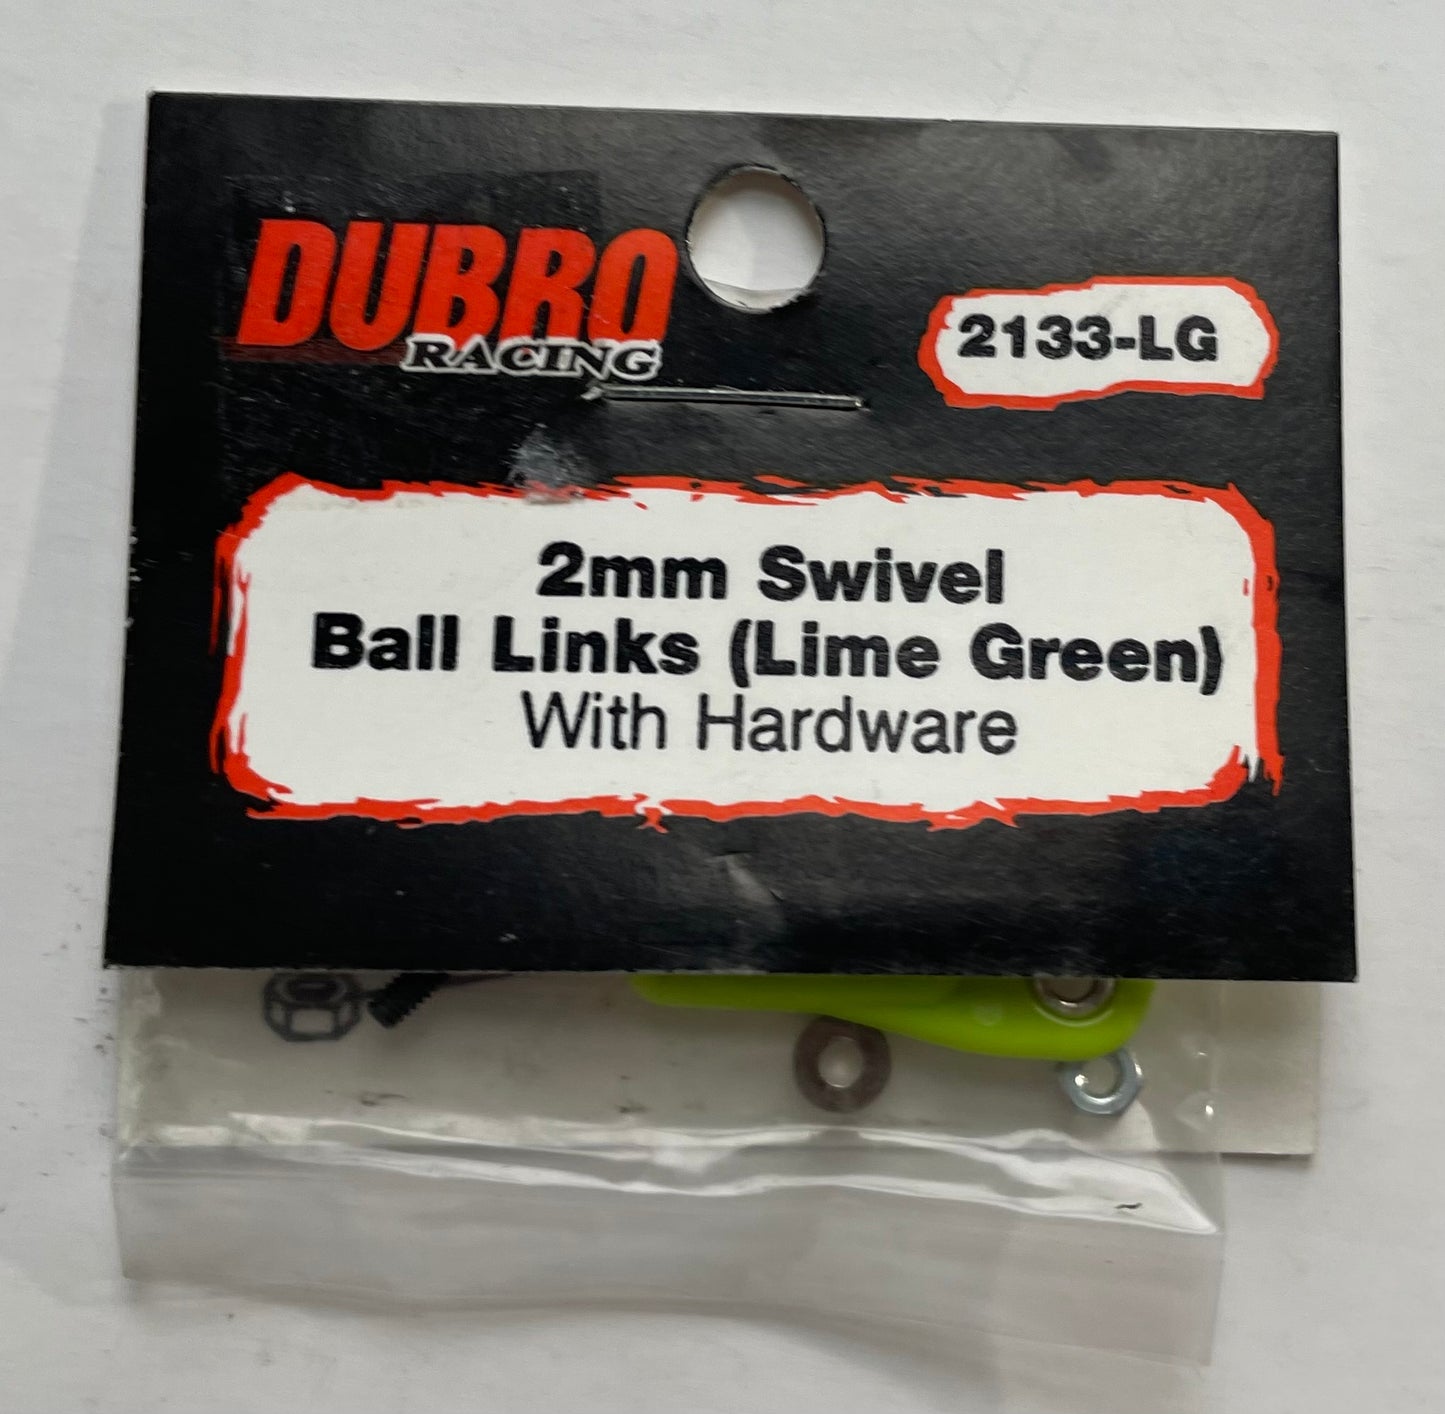 DUBRO
RACING
2133-LG
2mm Swivel
Ball Links (Lime Green)
With Hardware